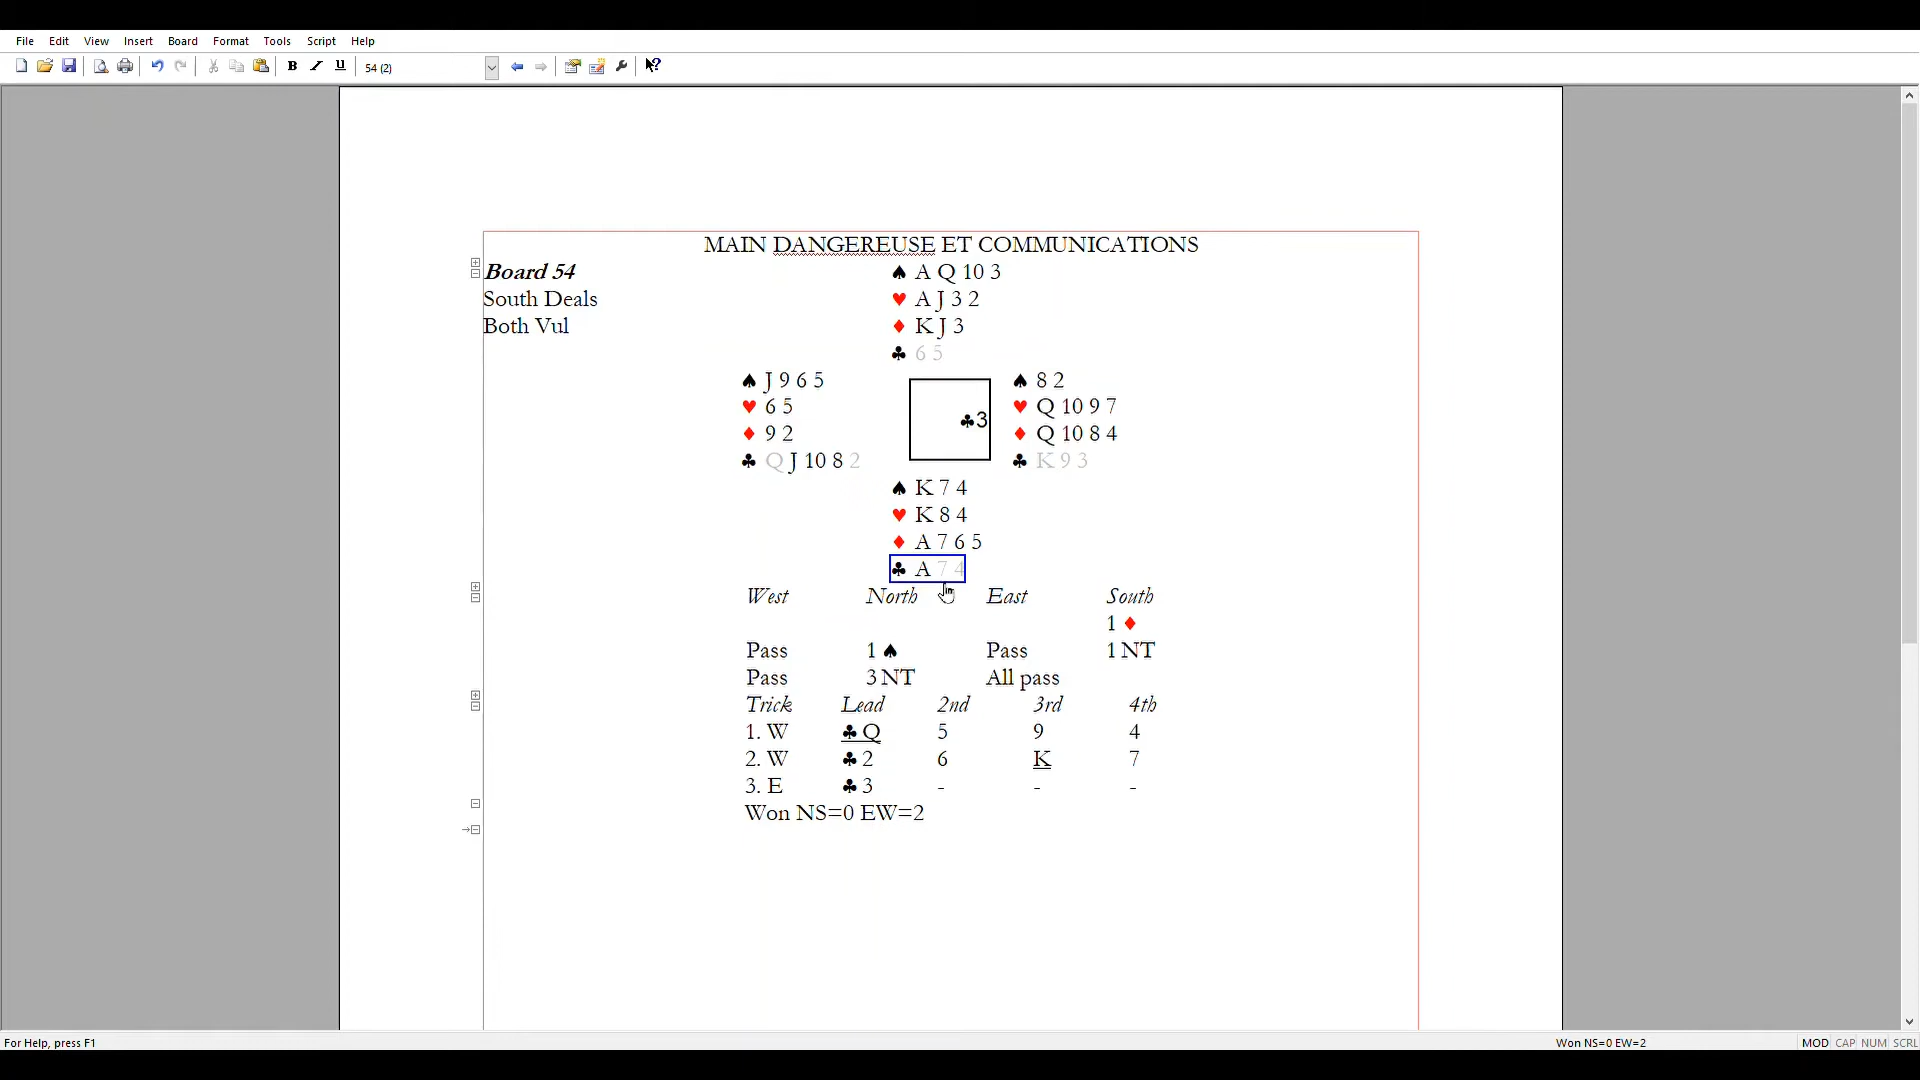 File Edit View Insert Board Format Tools Script Help
B I U 54 (2)
MAIN DANGEREUSE ET COMMUNICATIONS
Board 54
South Deals
Both Vul
♠ A Q 10 3
♥ A J 3 2
♦ K J 3
♣ 6 5
♠ J 9 6 5
♥ 6 5
♦ 9 2
♣ Q J 10 8 2
♣3
♠ 8 2
♥ Q 10 9 7
♦ Q 10 8 4
♣ K 9 3
♠ K 7 4
♥ K 8 4
♦ A 7 6 5
♣ A 7 4
West North East South
1 ♦
Pass 1 ♠ Pass 1 NT
Pass 3 NT All pass
Trick Lead 2nd 3rd 4th
1. W ♣ Q 5 9 4
2. W ♣ 2 6 K 7
3. E ♣ 3 - - -
Won NS=0 EW=2
For Help, press F1
Won NS=0 EW=2
MOD CAP NUM SCRL